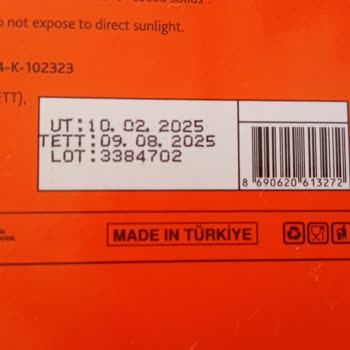 o not expose to direct sunlight.
4-K-102323
ETT),
UT:10.02.2025
TETT:09.08.2025
LOT:3384702
8 690620 613272
MADE IN TÜRKİYE